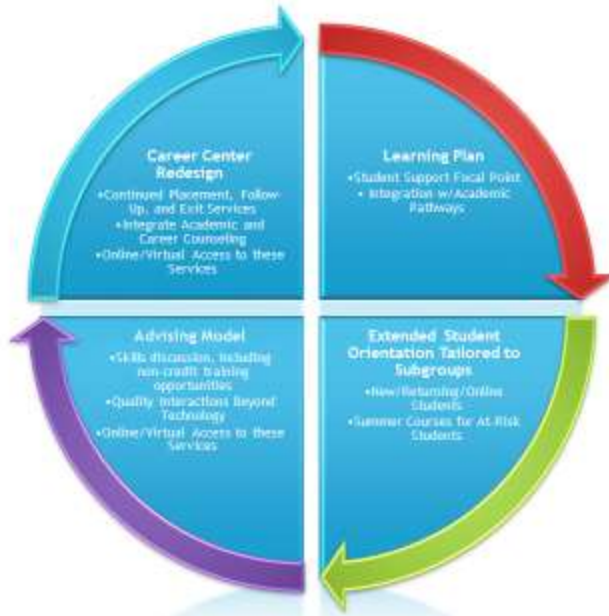 Career Center
Redesign
•Continued Placement, Follow-
Up, and Exit Services
•Integrate Academic and
Career Counseling
•Online/Virtual Access to these
Services
Learning Plan
•Student Support Focal Point
• Integration w/Academic
Pathways
Advising Model
•Skills discussion, including
non-credit training
opportunities
•Quality Interactions Beyond
Technology
•Online/Virtual Access to these
Services
Extended Student
Orientation Tailored to
Subgroups
•New/Returning/Online
Students
•Summer Courses for At-Risk
Students